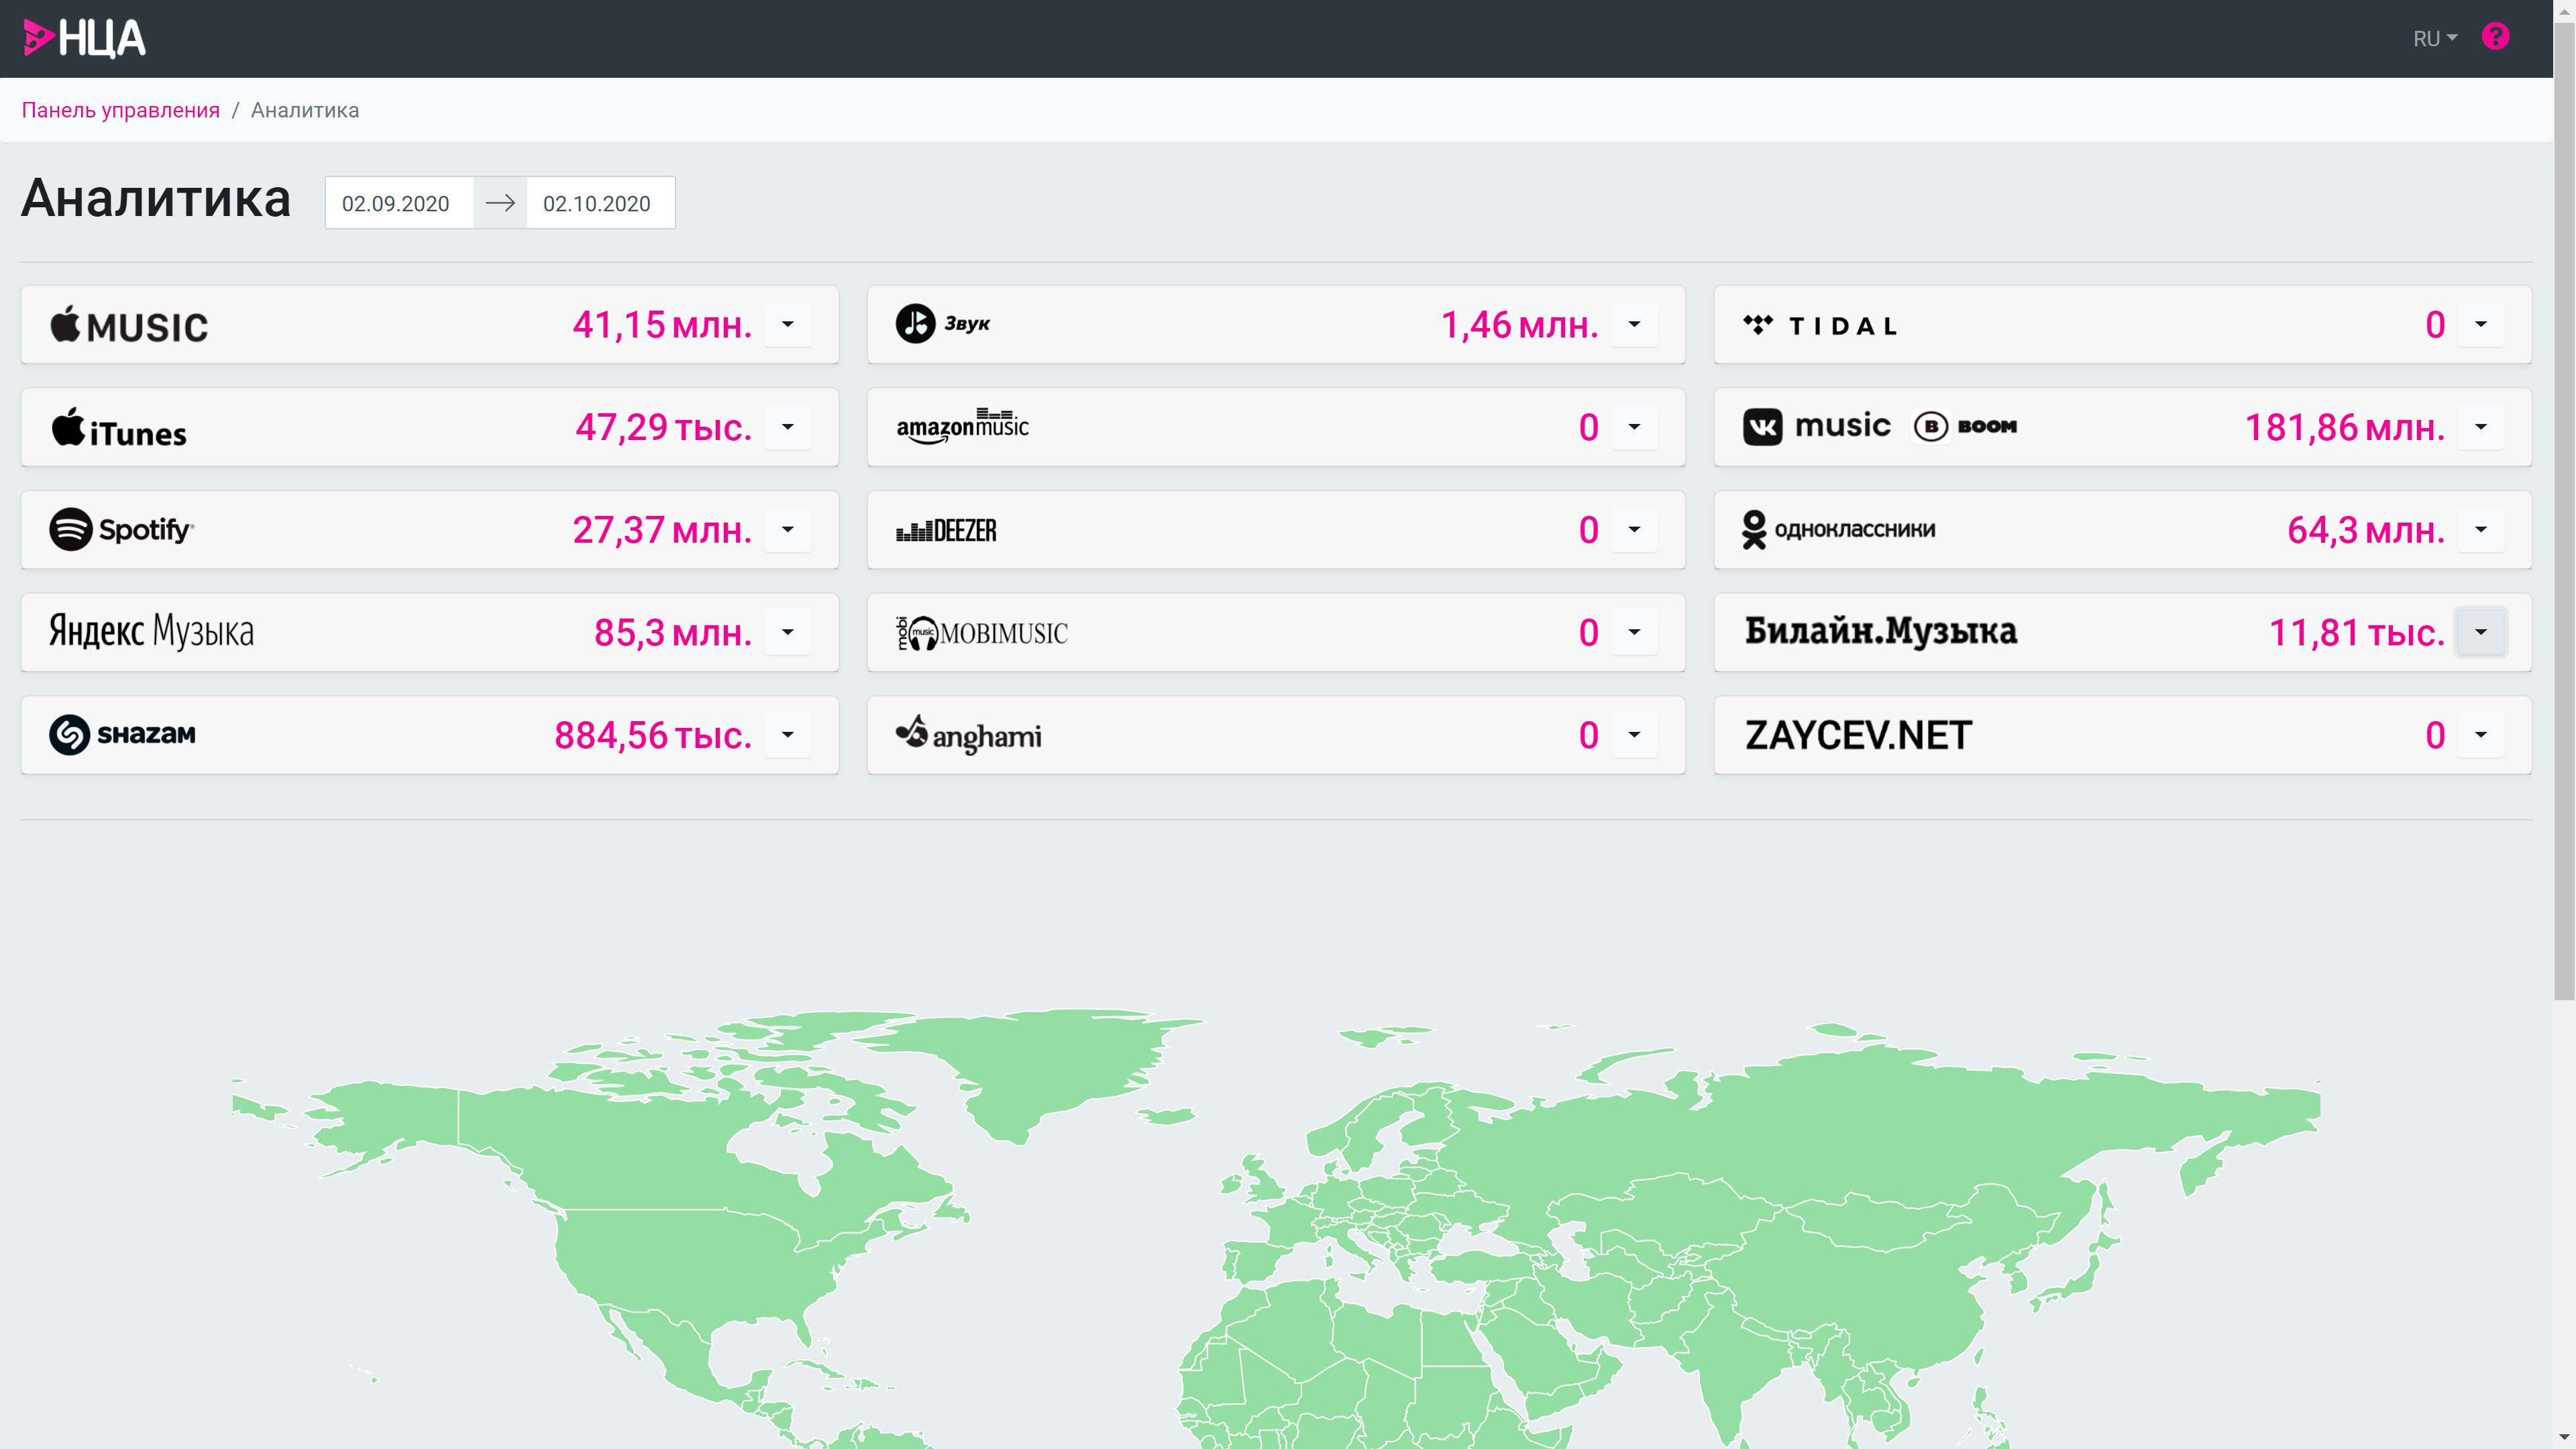 НЦА
RU
?
Панель управления / Аналитика
Аналитика
02.09.2020
02.10.2020
MUSIC 41,15 млн.
Звук 1,46 млн.
TIDAL 0
iTunes 47,29 тыс.
amazon music 0
VK music B BOOM 181,86 млн.
Spotify 27,37 млн.
DEEZER 0
одноклассники 64,3 млн.
Яндекс Музыка 85,3 млн.
mobi music MOBIMUSIC 0
Билайн.Музыка 11,81 тыс.
SHAZAM 884,56 тыс.
anghami 0
ZAYCEV.NET 0